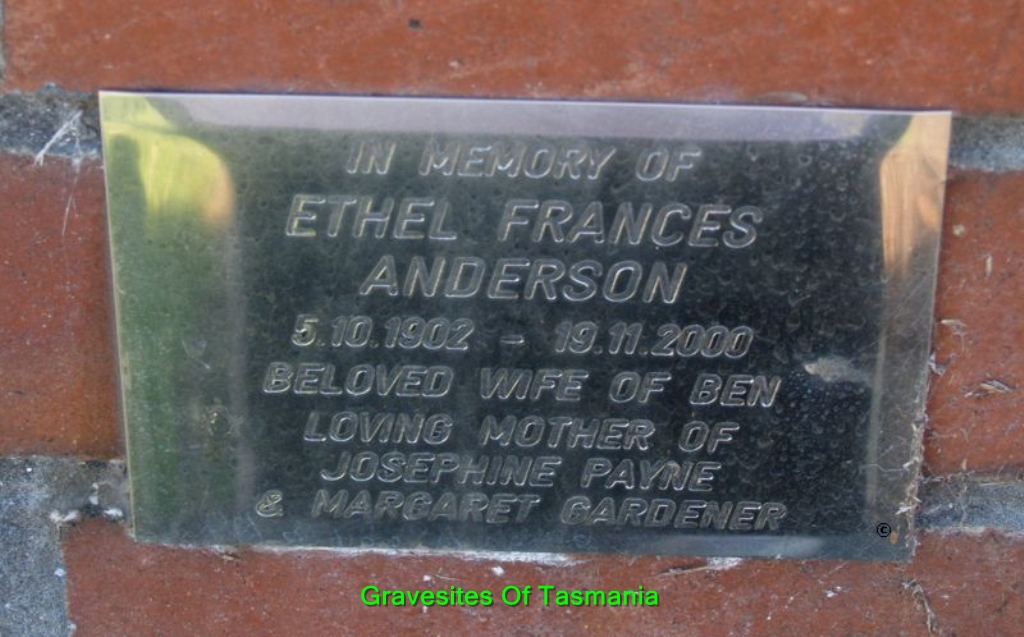 IN MEMORY OF
ETHEL FRANCES
ANDERSON
5.10.1902 - 19.11.2000
BELOVED WIFE OF BEN
LOVING MOTHER OF
JOSEPHINE PAYNE
& MARGARET GARDENER
©
Gravesites Of Tasmania